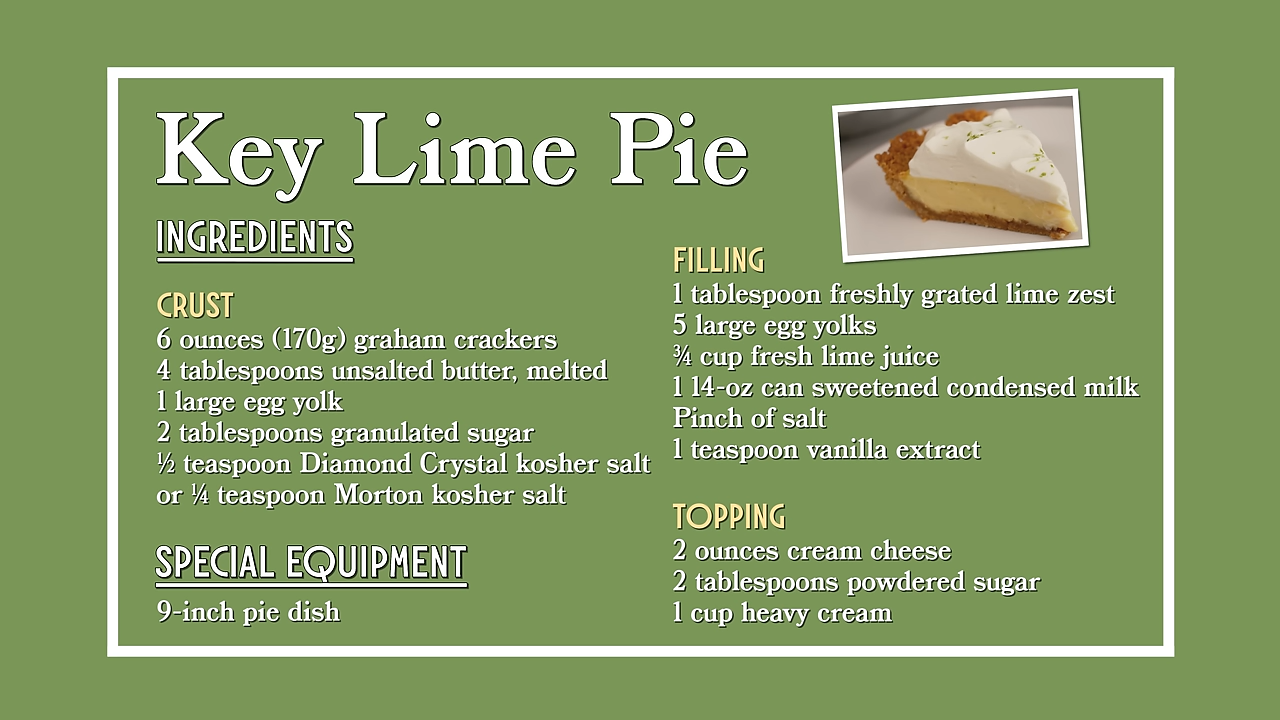 Key Lime Pie
INGREDIENTS
CRUST
6 ounces (170g) graham crackers
4 tablespoons unsalted butter, melted
1 large egg yolk
2 tablespoons granulated sugar
½ teaspoon Diamond Crystal kosher salt
or ¼ teaspoon Morton kosher salt
SPECIAL EQUIPMENT
9-inch pie dish
FILLING
1 tablespoon freshly grated lime zest
5 large egg yolks
¾ cup fresh lime juice
1 14-oz can sweetened condensed milk
Pinch of salt
1 teaspoon vanilla extract
TOPPING
2 ounces cream cheese
2 tablespoons powdered sugar
1 cup heavy cream